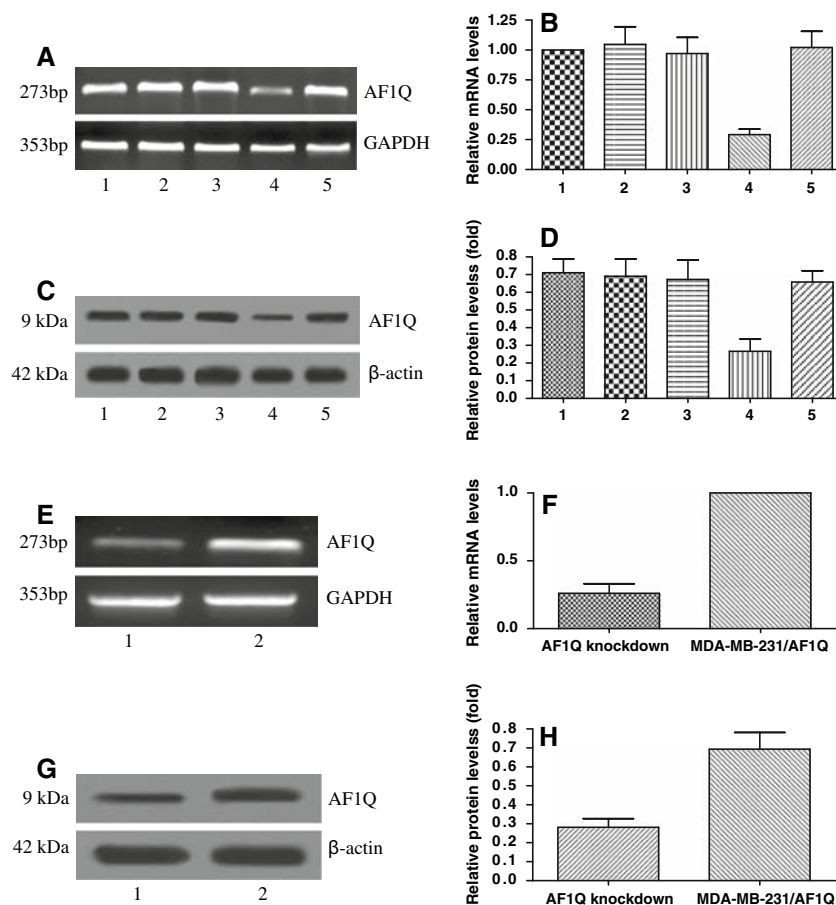 A
273bp
AF1Q
353bp
GAPDH
1 2 3 4 5
B
Relative mRNA levels
1.25
1.00
0.75
0.50
0.25
0.00
1 2 3 4 5
C
9 kDa
AF1Q
42 kDa
β-actin
1 2 3 4 5
D
Relative protein levelss (fold)
0.8
0.7
0.6
0.5
0.4
0.3
0.2
0.1
0.0
1 2 3 4 5
E
273bp
AF1Q
353bp
GAPDH
1 2
F
Relative mRNA levels
1.0
0.5
0.0
AF1Q knockdown MDA-MB-231/AF1Q
G
9 kDa
AF1Q
42 kDa
β-actin
1 2
H
Relative protein levelss (fold)
0.8
0.7
0.6
0.5
0.4
0.3
0.2
0.1
0.0
AF1Q knockdown MDA-MB-231/AF1Q